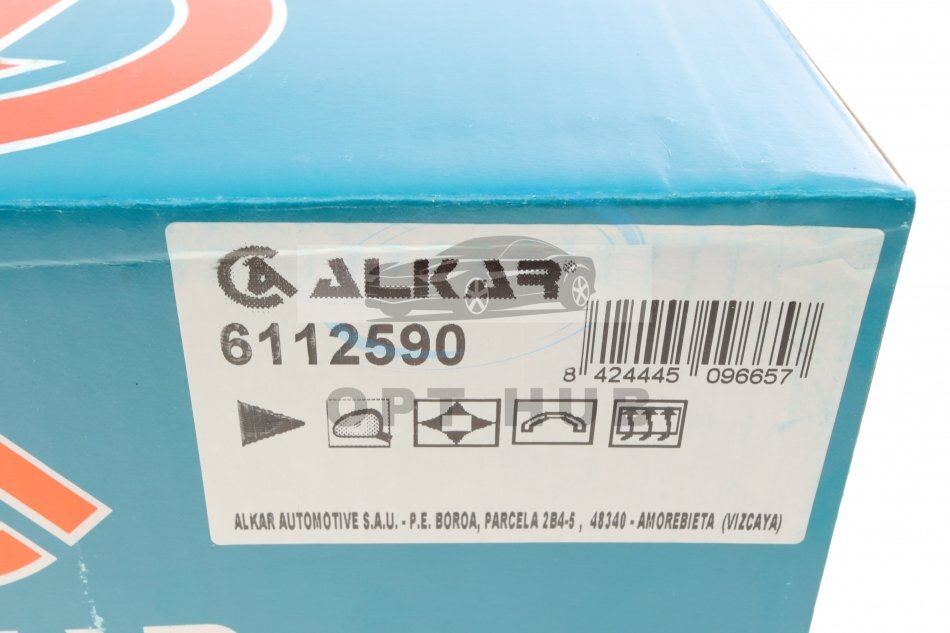 ALKAR®
6112590
8 424445 096657
OPT HUB
ALKAR AUTOMOTIVE S.A.U. - P.E. BOROA, PARCELA 2B4-5 , 48340 - AMOREBIETA (VIZCAYA)